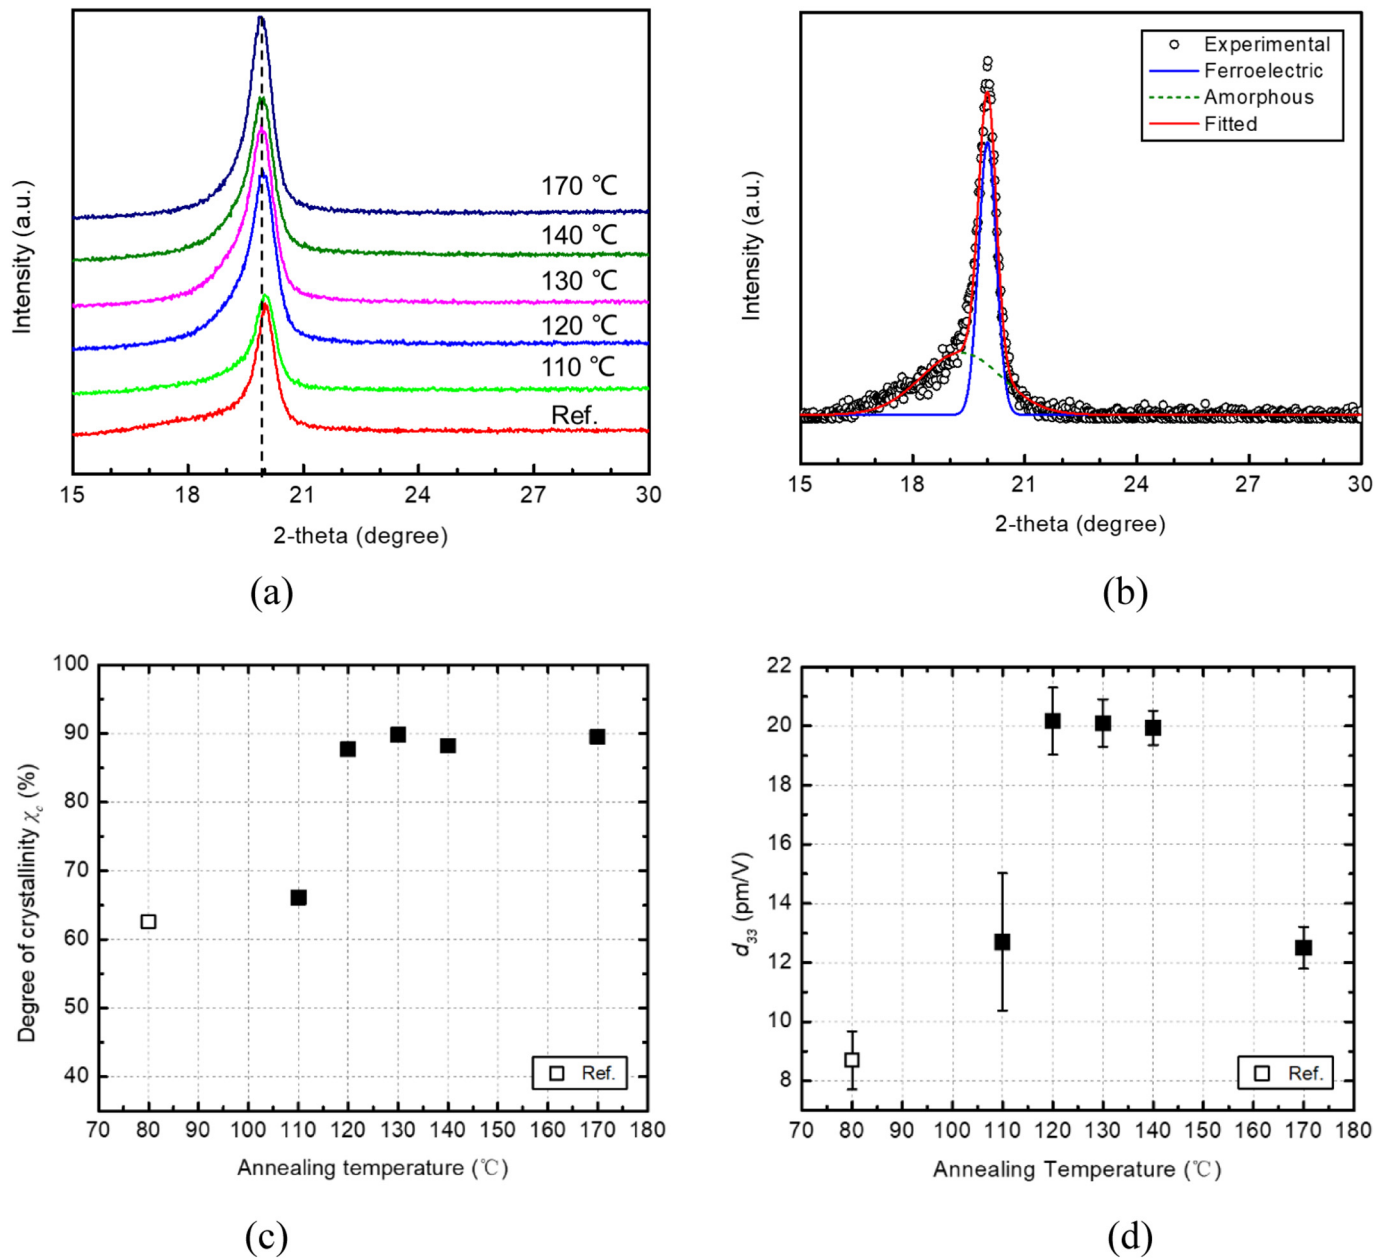 Intensity (a.u.)
170 ℃
140 ℃
130 ℃
120 ℃
110 ℃
Ref.
15 18 21 24 27 30
2-theta (degree)
(a)
Intensity (a.u.)
Experimental
Ferroelectric
Amorphous
Fitted
15 18 21 24 27 30
2-theta (degree)
(b)
Degree of crystallinity χc (%)
100
90
80
70
60
50
40
Ref.
70 80 90 100 110 120 130 140 150 160 170 180
Annealing temperature (℃)
(c)
d33 (pm/V)
22
20
18
16
14
12
10
8
Ref.
70 80 90 100 110 120 130 140 150 160 170 180
Annealing Temperature (℃)
(d)